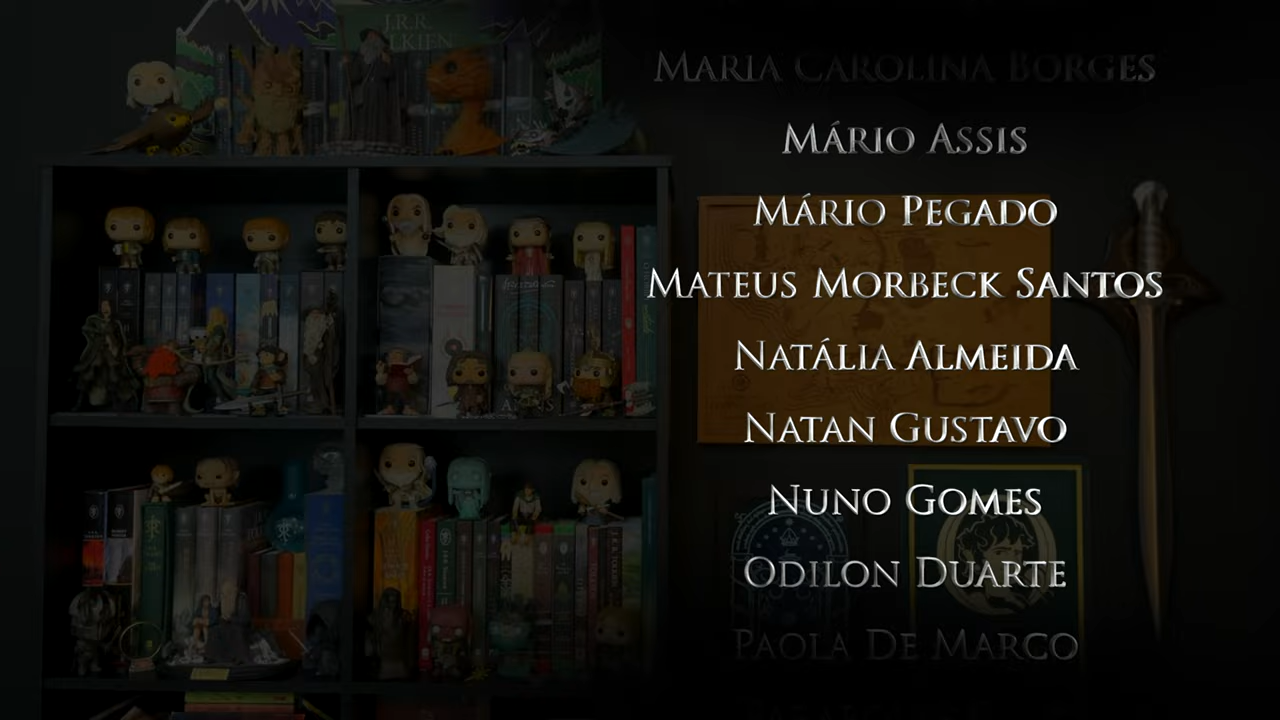 J.R.R.
Maria Carolina Borges
Mário Assis
Mário Pegado
Mateus Morbeck Santos
Natália Almeida
Natan Gustavo
Nuno Gomes
Odilon Duarte
Paola De Marco